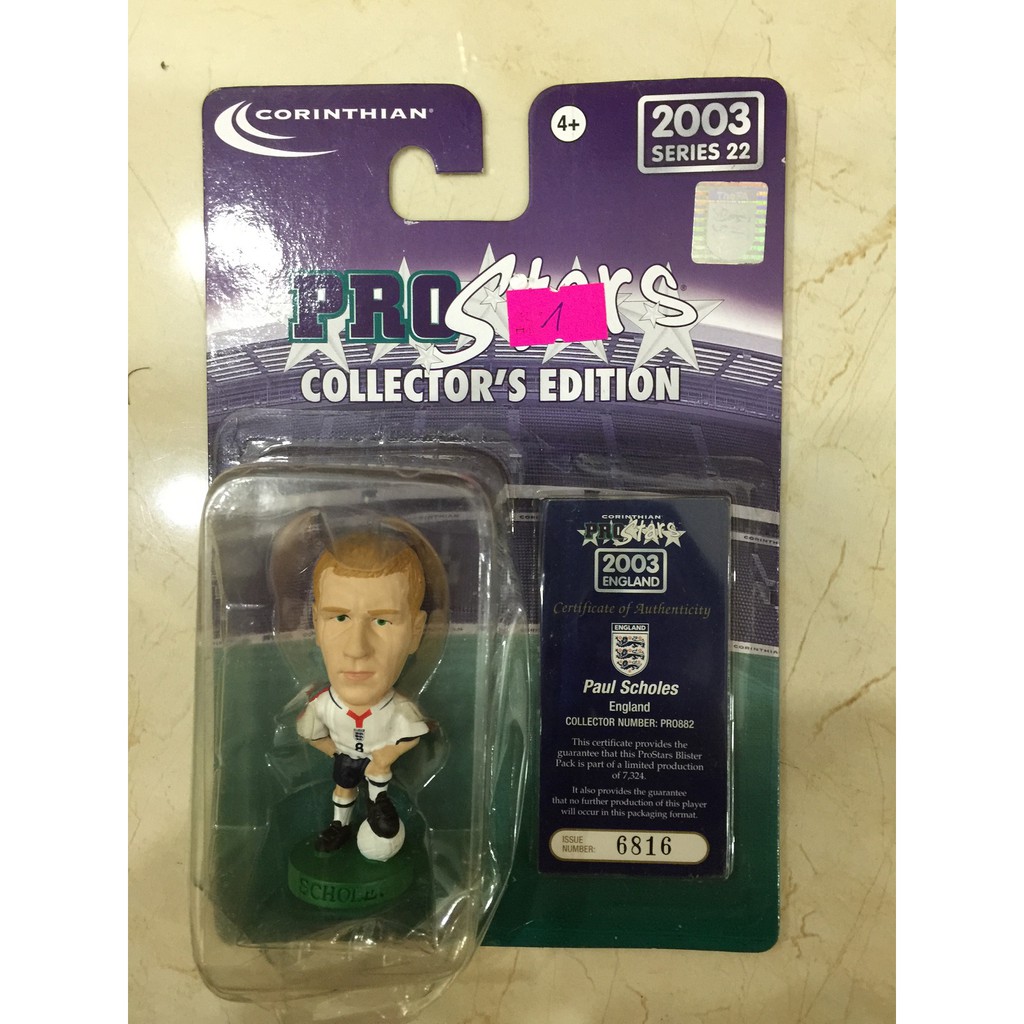 CORINTHIAN®
4+
2003
SERIES 22
PROStars
1
COLLECTOR'S EDITION
CORINTHIAN
PROStars
2003
ENGLAND
Certificate of Authenticity
ENGLAND
Paul Scholes
England
COLLECTOR NUMBER: PRO882
This certificate provides the
guarantee that this ProStars Blister
Pack is part of a limited production
of 7,324.
It also provides the guarantee
that no further production of this player
will occur in this packaging format.
ISSUE
NUMBER: 6816
8
SCHOLES